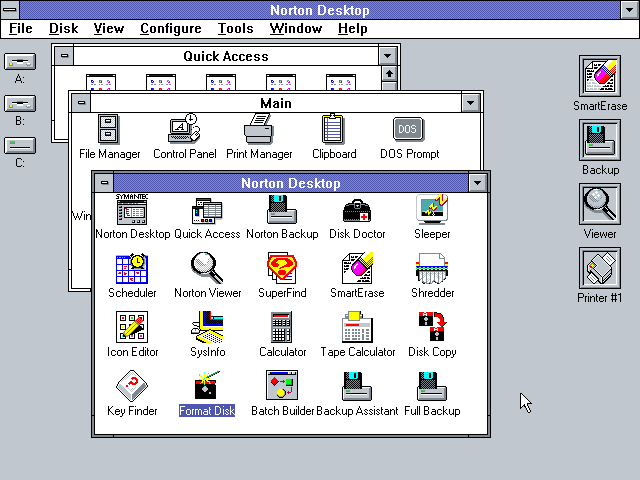 Norton Desktop
File Disk View Configure Tools Window Help
Quick Access
A:
B:
C:
Main
File Manager Control Panel Print Manager Clipboard DOS Prompt
DOS
Win
Norton Desktop
SYMANTEC
Norton Desktop Quick Access Norton Backup Disk Doctor Sleeper
Scheduler Norton Viewer SuperFind SmartErase Shredder
Icon Editor SysInfo Calculator Tape Calculator Disk Copy
Key Finder Format Disk Batch Builder Backup Assistant Full Backup
SmartErase
Backup
Viewer
Printer #1